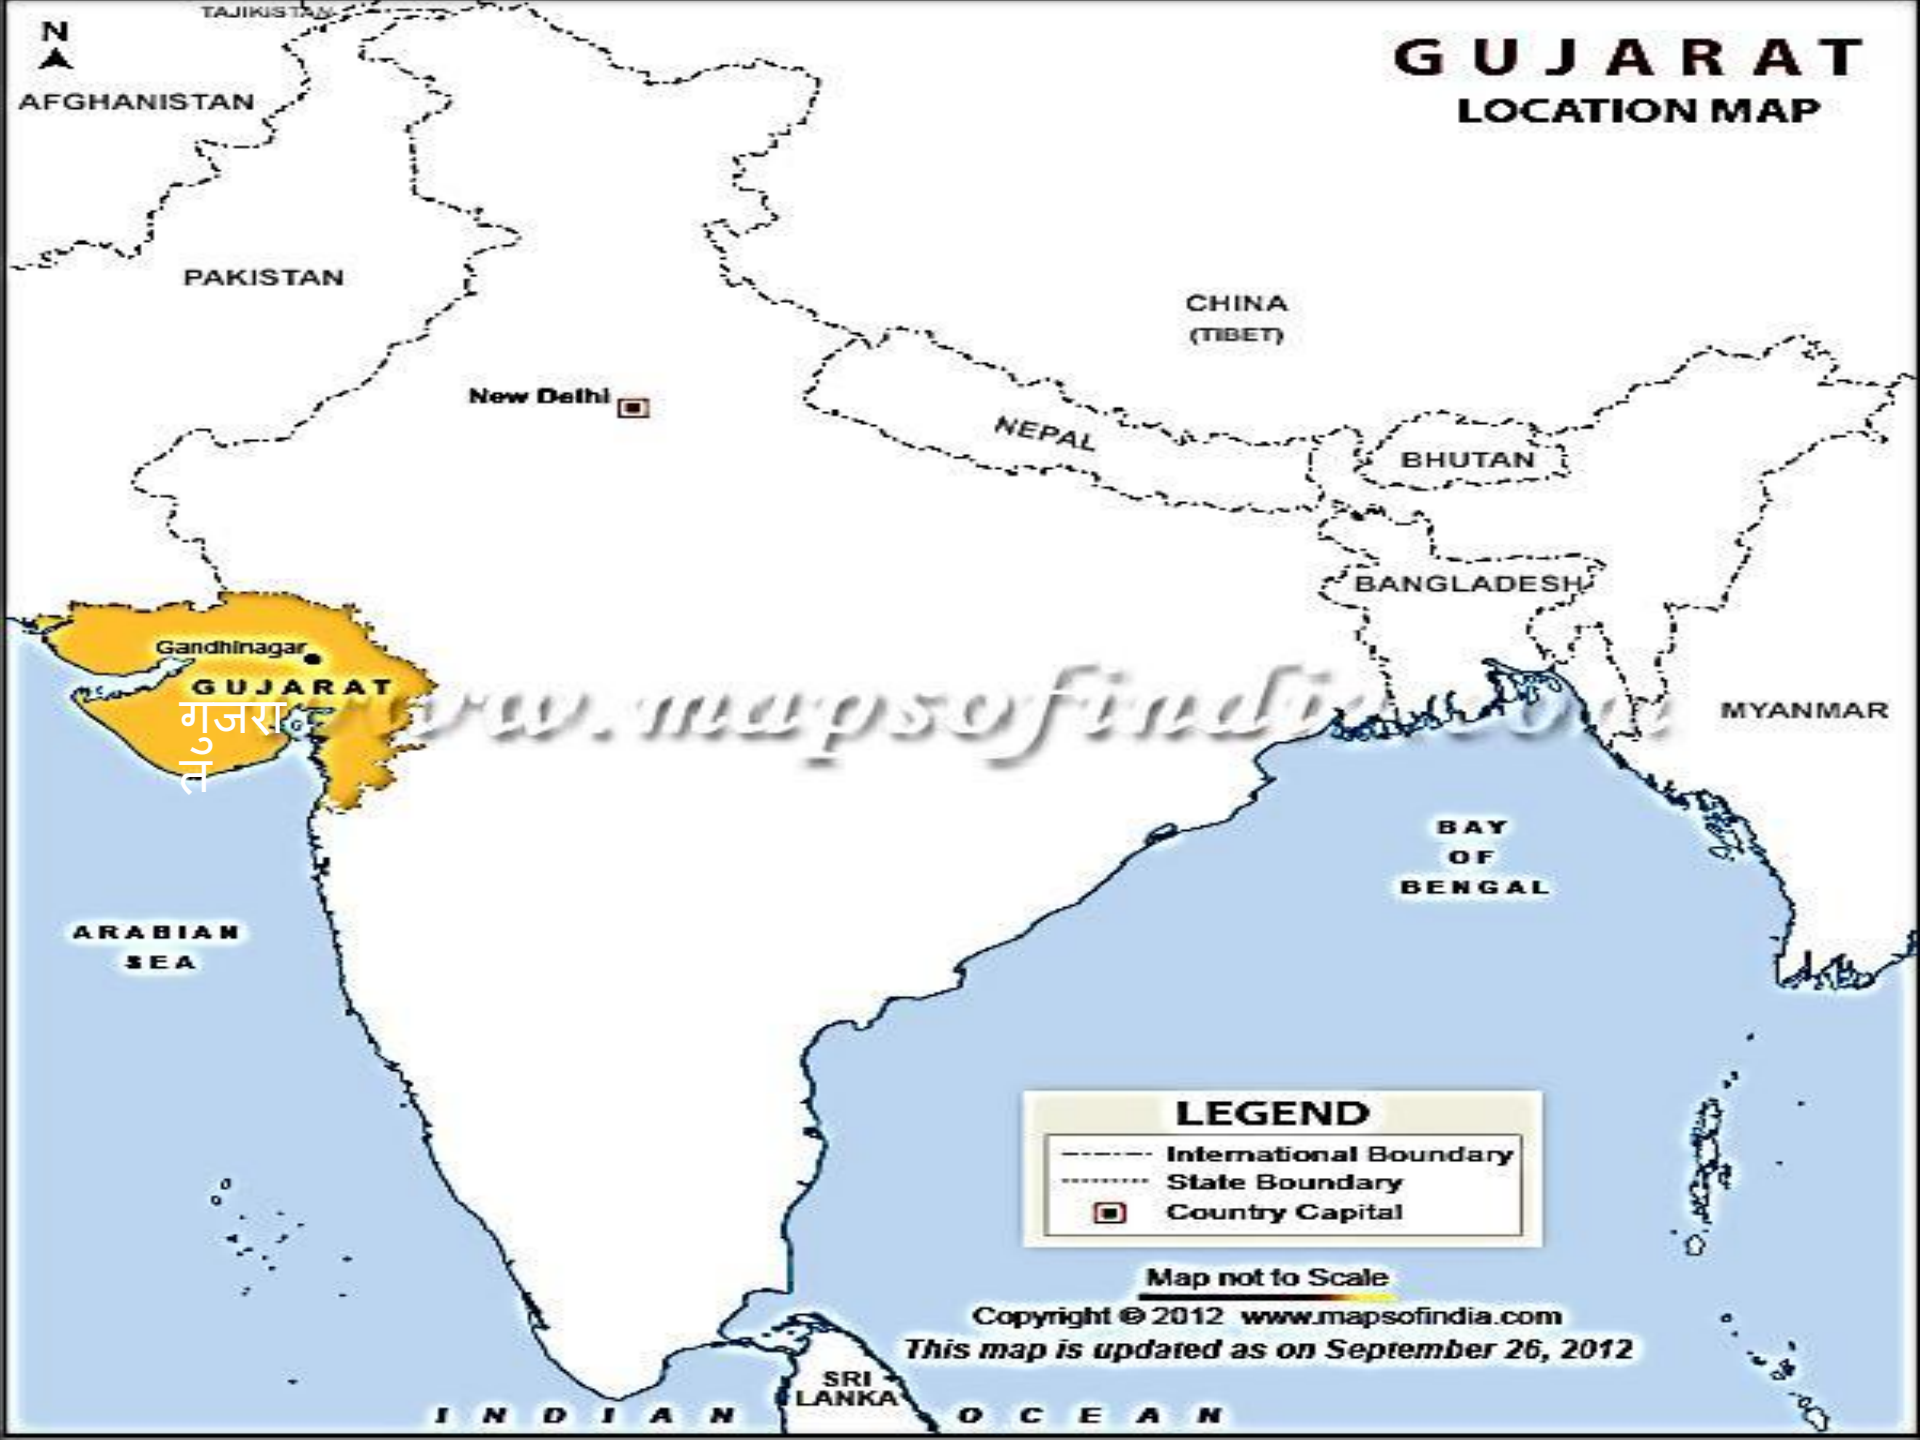 TAJIKISTAN
N
GUJARAT
LOCATION MAP
AFGHANISTAN
PAKISTAN
CHINA
(TIBET)
New Delhi
NEPAL
BHUTAN
BANGLADESH
Gandhinagar
GUJARAT
गुजरा
त
www.mapsofindia.com
MYANMAR
BAY
OF
BENGAL
ARABIAN
SEA
LEGEND
International Boundary
State Boundary
Country Capital
Map not to Scale
Copyright © 2012 www.mapsofindia.com
This map is updated as on September 26, 2012
SRI
LANKA
INDIAN OCEAN